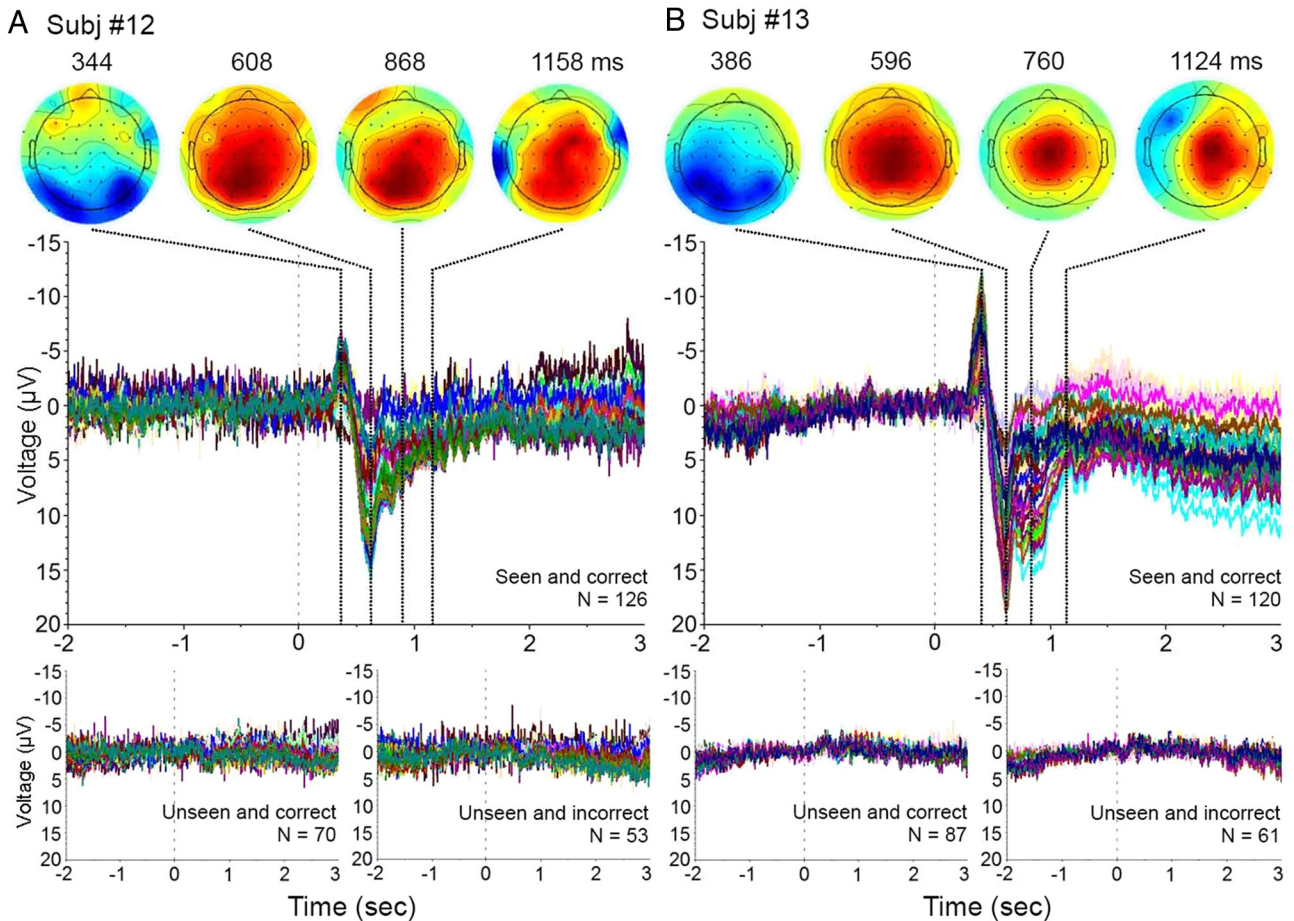 A Subj #12
344 608 868 1158 ms
-15
-10
-5
0
5
10
15
20
Voltage (µV)
Seen and correct
N = 126
-2 -1 0 1 2 3
B Subj #13
386 596 760 1124 ms
-15
-10
-5
0
5
10
15
20
Seen and correct
N = 120
-2 -1 0 1 2 3
-15
-10
-5
0
5
10
15
20
Voltage (µV)
Unseen and correct
N = 70
-2 -1 0 1 2 3
-15
-10
-5
0
5
10
15
20
Unseen and incorrect
N = 53
-2 -1 0 1 2 3
Time (sec)
-15
-10
-5
0
5
10
15
20
Unseen and correct
N = 87
-2 -1 0 1 2 3
-15
-10
-5
0
5
10
15
20
Unseen and incorrect
N = 61
-2 -1 0 1 2 3
Time (sec)